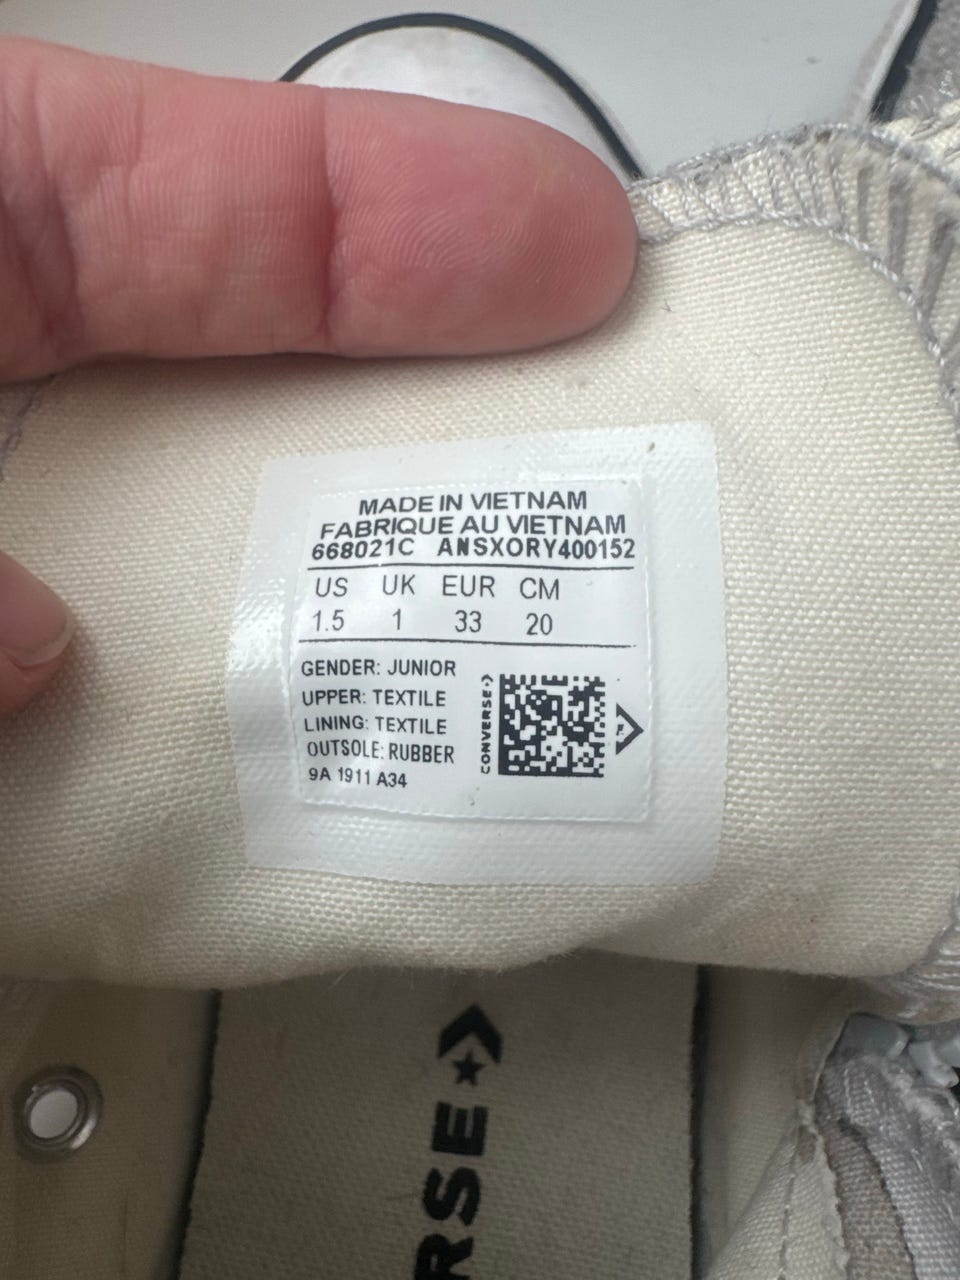 MADE IN VIETNAM
FABRIQUE AU VIETNAM
668021C ANSXORY400152
US UK EUR CM
1.5 1 33 20
GENDER: JUNIOR
UPPER: TEXTILE
LINING: TEXTILE
OUTSOLE: RUBBER
9A 1911 A34
CONVERSE
RSE